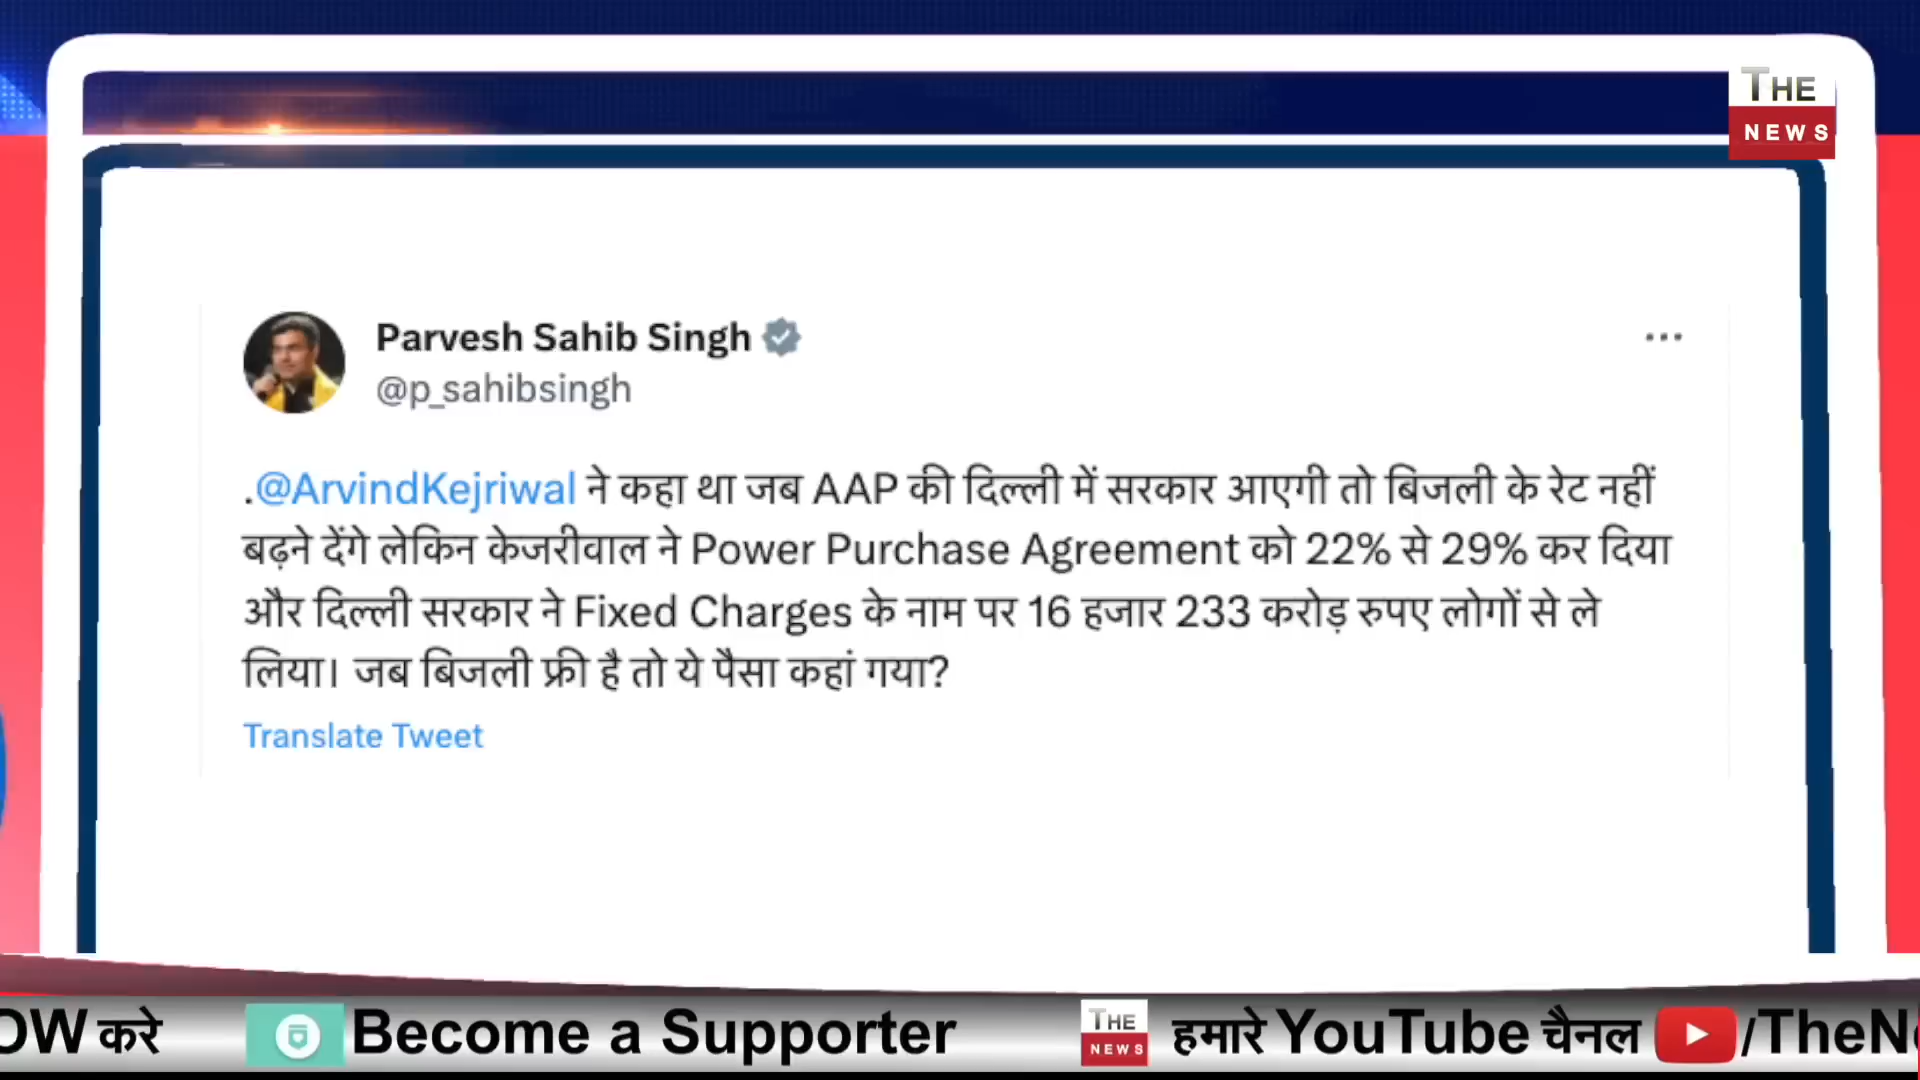 THE
NEWS
Parvesh Sahib Singh
@p_sahibsingh
.@ArvindKejriwal ने कहा था जब AAP की दिल्ली में सरकार आएगी तो बिजली के रेट नहीं
बढ़ने देंगे लेकिन केजरीवाल ने Power Purchase Agreement को 22% से 29% कर दिया
और दिल्ली सरकार ने Fixed Charges के नाम पर 16 हजार 233 करोड़ रुपए लोगों से ले
लिया। जब बिजली फ्री है तो ये पैसा कहां गया?
Translate Tweet
OW करे Become a Supporter THE NEWS हमारे YouTube चैनल /TheN